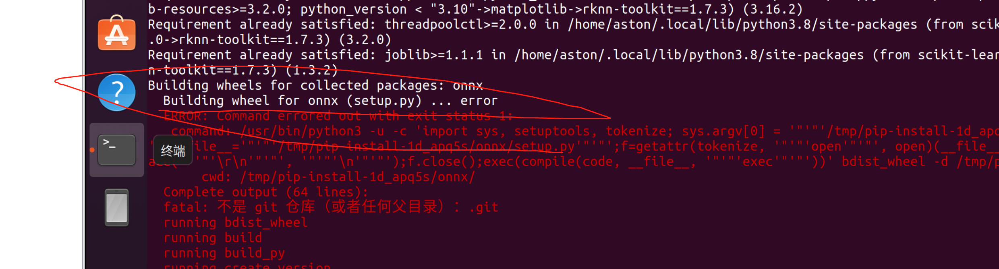 b-resources>=3.2.0; python_version < "3.10"->matplotlib->rknn-toolkit==1.7.3) (3.16.2)
Requirement already satisfied: threadpoolctl>=2.0.0 in /home/aston/.local/lib/python3.8/site-packages (from scik
.0->rknn-toolkit==1.7.3) (3.2.0)
Requirement already satisfied: joblib>=1.1.1 in /home/aston/.local/lib/python3.8/site-packages (from scikit-lear
n-toolkit==1.7.3) (1.3.2)
Building wheels for collected packages: onnx
Building wheel for onnx (setup.py) ... error
ERROR: Command errored out with exit status 1:
command: /usr/bin/python3 -u -c 'import sys, setuptools, tokenize; sys.argv[0] = '"'"'/tmp/pip-install-1d_apq
file__='"'"'/tmp/pip-install-1d_apq5s/onnx/setup.py'"'"';f=getattr(tokenize, '"'"'open'"'"', open)(__file__
终端
'"'"'\r\n'"'"', '"'"'\n'"'"');f.close();exec(compile(code, __file__, '"'"'exec'"'"'))' bdist_wheel -d /tmp/p
cwd: /tmp/pip-install-1d_apq5s/onnx/
Complete output (64 lines):
fatal: 不是 git 仓库（或者任何父目录）：.git
running bdist_wheel
running build
running build_py
running create_version